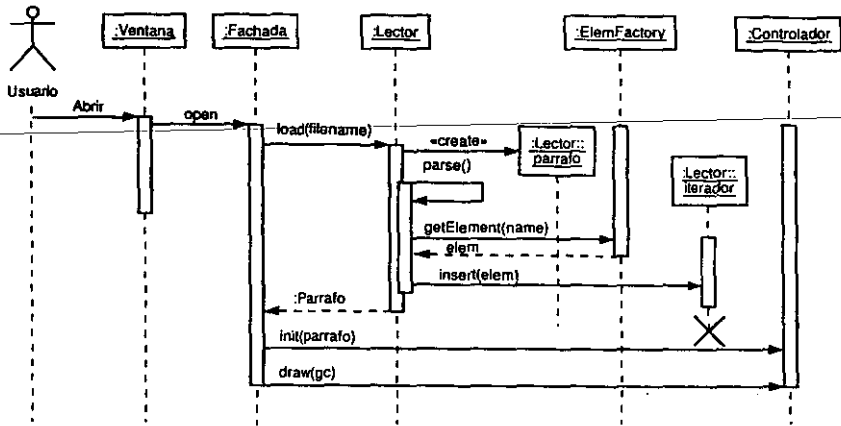 :Ventana
:Fachada
:Lector
:ElemFactory
:Controlador
Usuario
Abrir
open
load(filename)
«create»
:Lector::
parrafo
parse()
:Lector::
iterador
getElement(name)
elem
insert(elem)
:Parrafo
init(parrafo)
draw(gc)